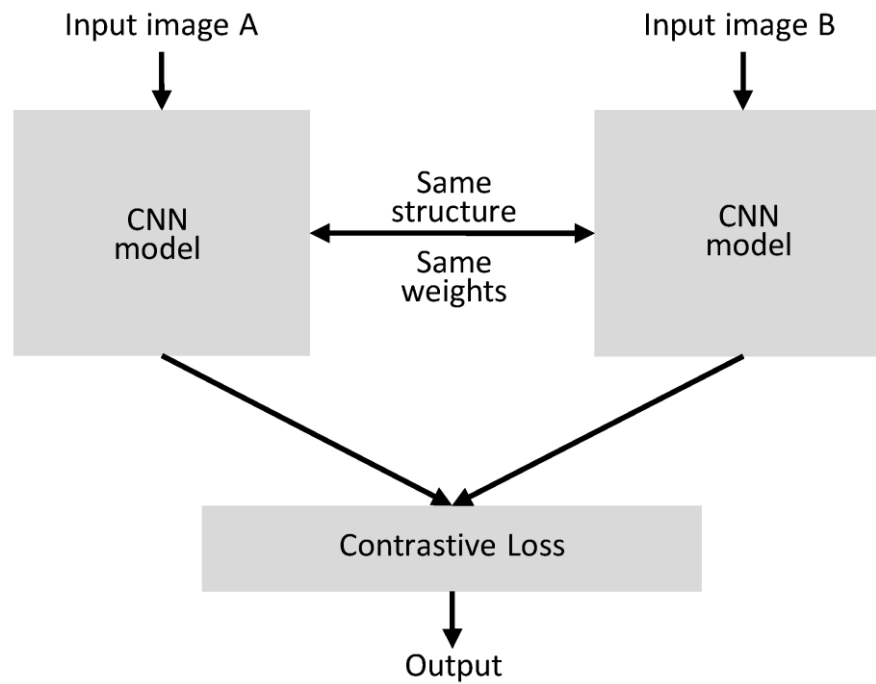 Input image A
Input image B
CNN
model
Same
structure
Same
weights
CNN
model
Contrastive Loss
Output